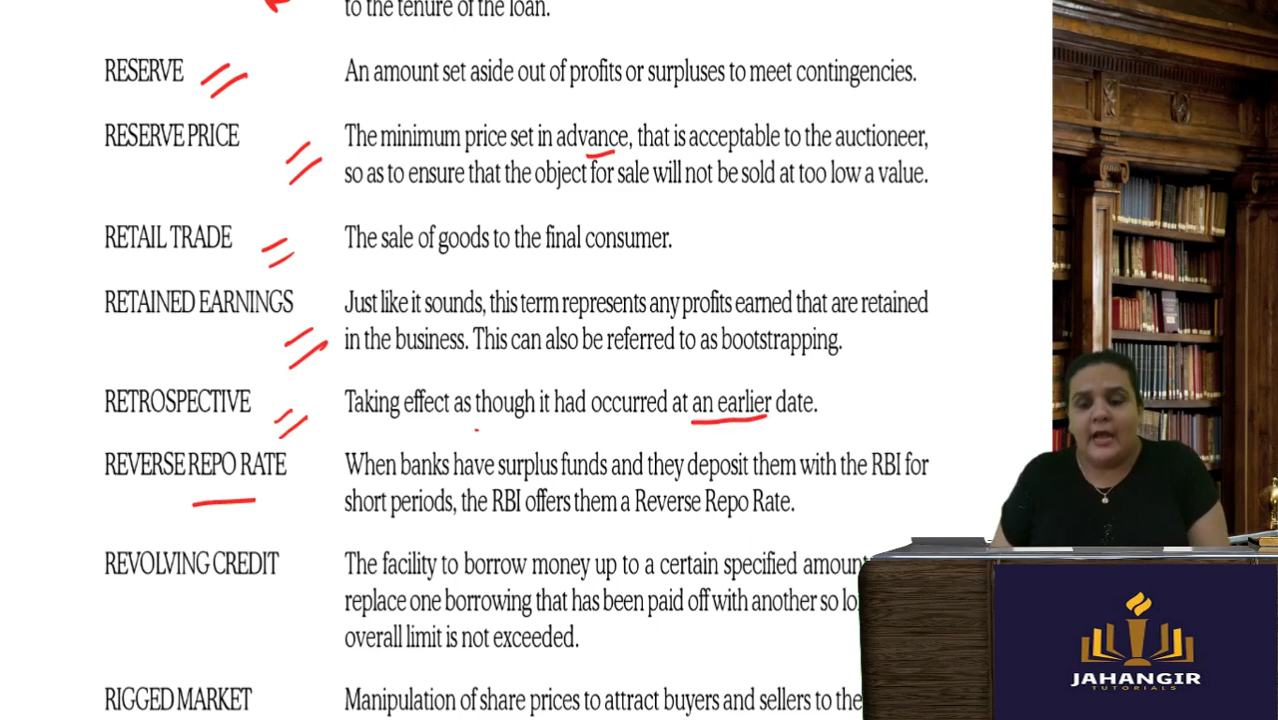 to the tenure of the loan.
RESERVE An amount set aside out of profits or surpluses to meet contingencies.
RESERVE PRICE The minimum price set in advance, that is acceptable to the auctioneer,
so as to ensure that the object for sale will not be sold at too low a value.
RETAIL TRADE The sale of goods to the final consumer.
RETAINED EARNINGS Just like it sounds, this term represents any profits earned that are retained
in the business. This can also be referred to as bootstrapping.
RETROSPECTIVE Taking effect as though it had occurred at an earlier date.
REVERSE REPO RATE When banks have surplus funds and they deposit them with the RBI for
short periods, the RBI offers them a Reverse Repo Rate.
REVOLVING CREDIT The facility to borrow money up to a certain specified
replace one borrowing that has been paid off with another so
overall limit is not exceeded.
RIGGED MARKET Manipulation of share prices to attract buyers and sellers to the
JAHANGIR
TUTORIALS